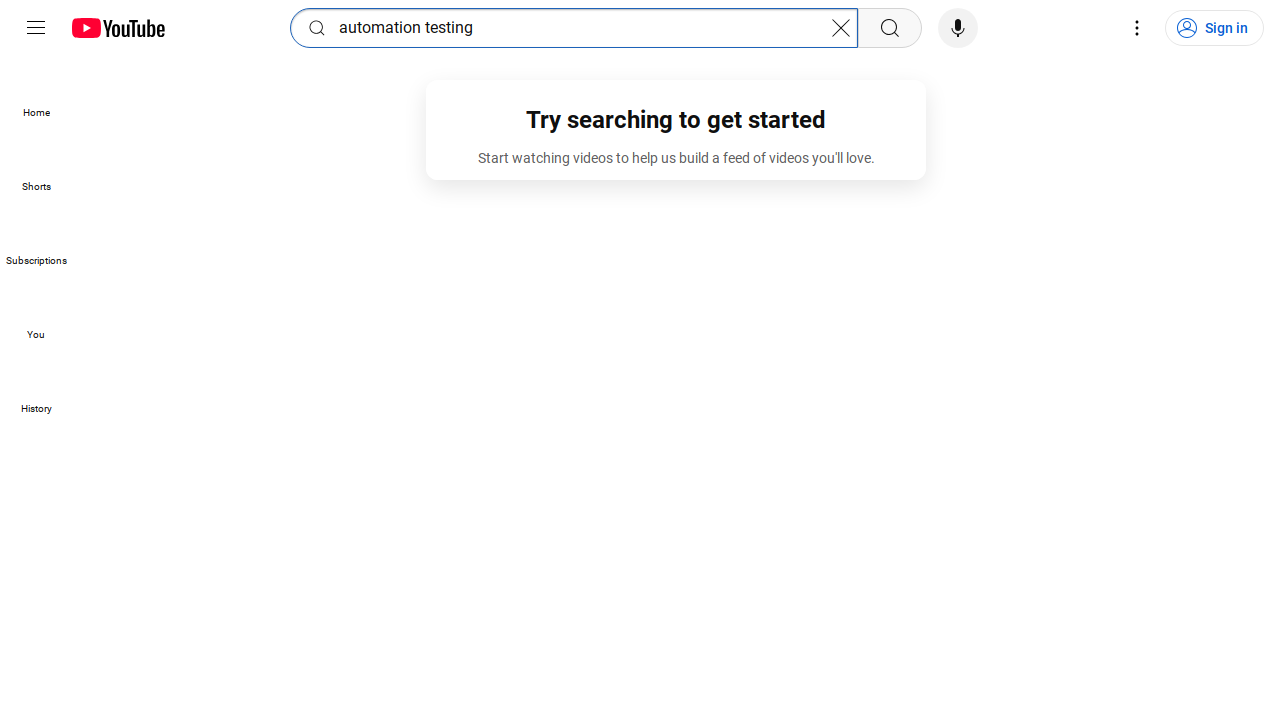 YouTube
automation testing
Sign in
Home
Shorts
Subscriptions
You
History
Try searching to get started
Start watching videos to help us build a feed of videos you'll love.